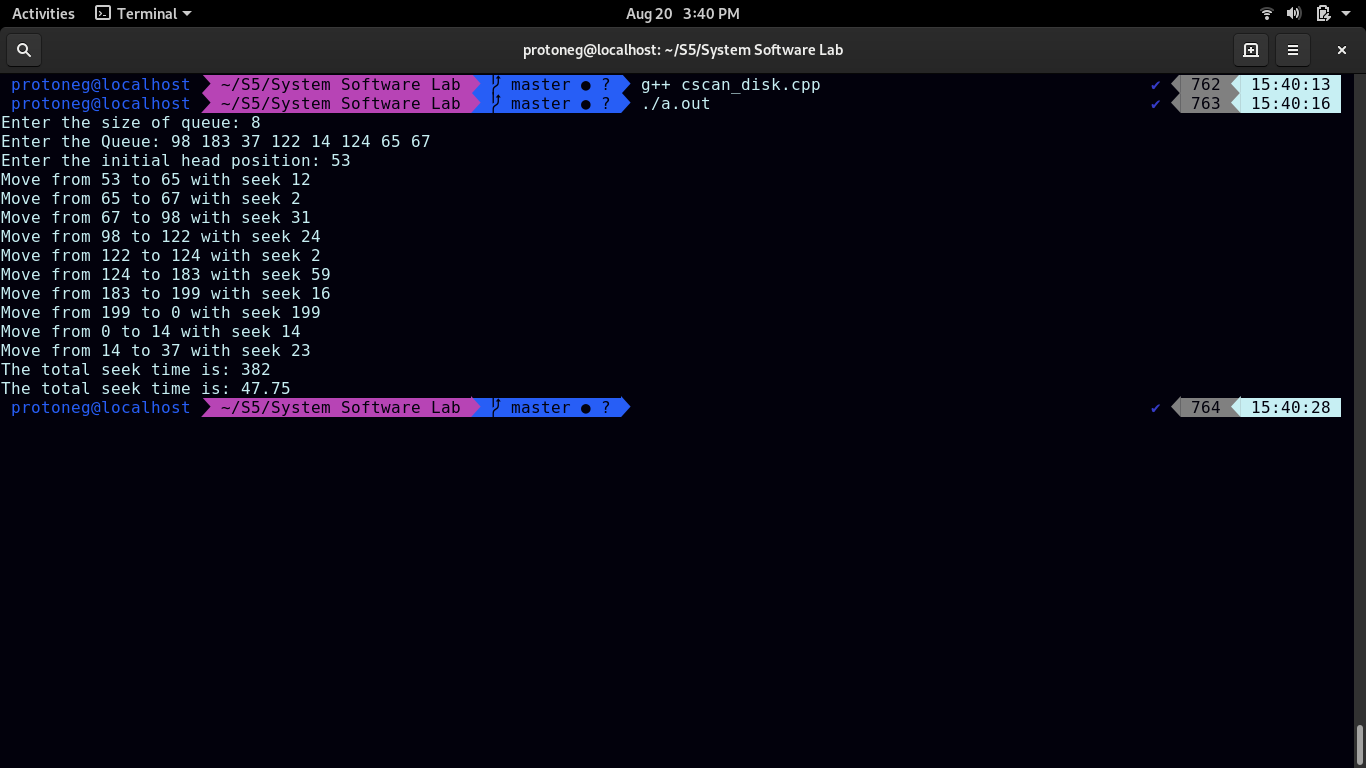 Activities Terminal Aug 20 3:40 PM
protoneg@localhost: ~/S5/System Software Lab
protoneg@localhost ~/S5/System Software Lab master ● ? g++ cscan_disk.cpp ✔ 762 15:40:13
protoneg@localhost ~/S5/System Software Lab master ● ? ./a.out ✔ 763 15:40:16
Enter the size of queue: 8
Enter the Queue: 98 183 37 122 14 124 65 67
Enter the initial head position: 53
Move from 53 to 65 with seek 12
Move from 65 to 67 with seek 2
Move from 67 to 98 with seek 31
Move from 98 to 122 with seek 24
Move from 122 to 124 with seek 2
Move from 124 to 183 with seek 59
Move from 183 to 199 with seek 16
Move from 199 to 0 with seek 199
Move from 0 to 14 with seek 14
Move from 14 to 37 with seek 23
The total seek time is: 382
The total seek time is: 47.75
protoneg@localhost ~/S5/System Software Lab master ● ? ✔ 764 15:40:28